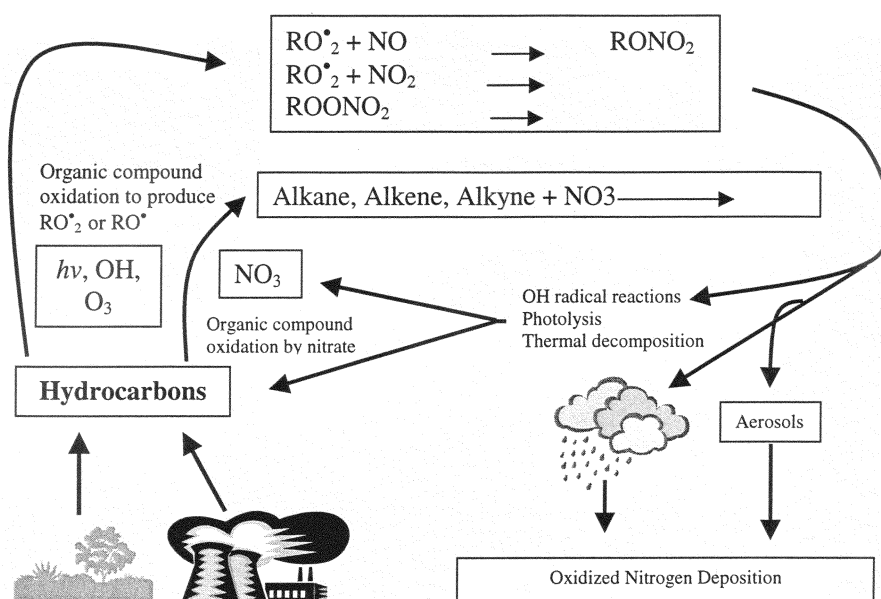 RO•2 + NO → RONO2
RO•2 + NO2 →
ROONO2 →
Organic compound
oxidation to produce
RO•2 or RO•
Alkane, Alkene, Alkyne + NO3 →
hv, OH,
O3
NO3
Organic compound
oxidation by nitrate
OH radical reactions
Photolysis
Thermal decomposition
Hydrocarbons
Aerosols
Oxidized Nitrogen Deposition